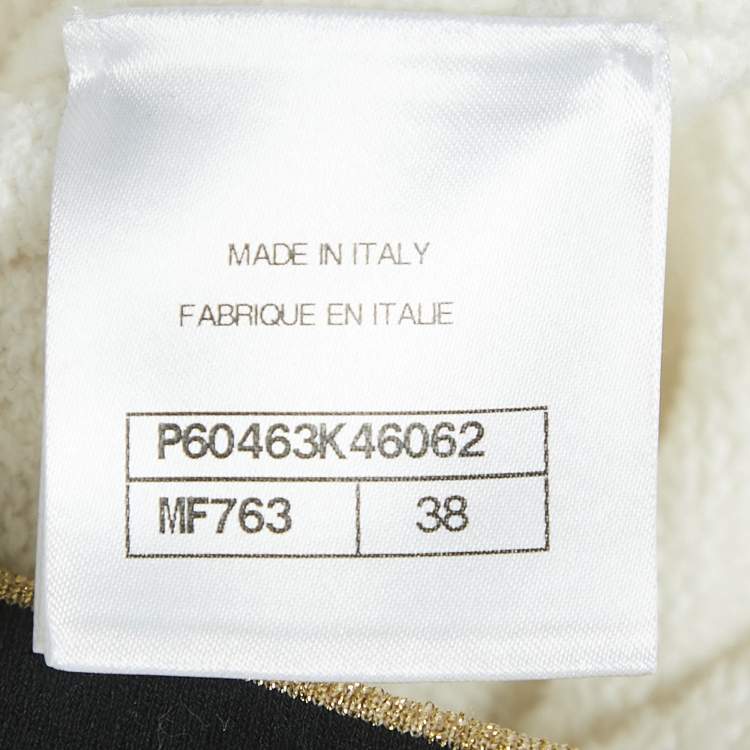 MADE IN ITALY
FABRIQUE EN ITALIE
P60463K46062
MF763 38